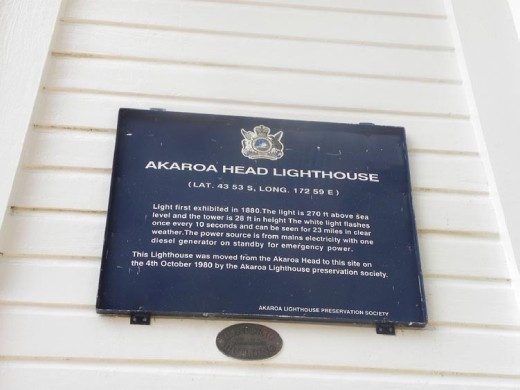 AKAROA HEAD LIGHTHOUSE
(LAT. 43 53 S, LONG. 172 59 E)
Light first exhibited in 1880.The light is 270 ft above sea
level and the tower is 28 ft in height The white light flashes
once every 10 seconds and can be seen for 23 miles in clear
weather.The power source is from mains electricity with one
diesel generator on standby for emergency power.
This Lighthouse was moved from the Akaroa Head to this site on
the 4th October 1980 by the Akaroa Lighthouse preservation society.
AKAROA LIGHTHOUSE PRESERVATION SOCIETY